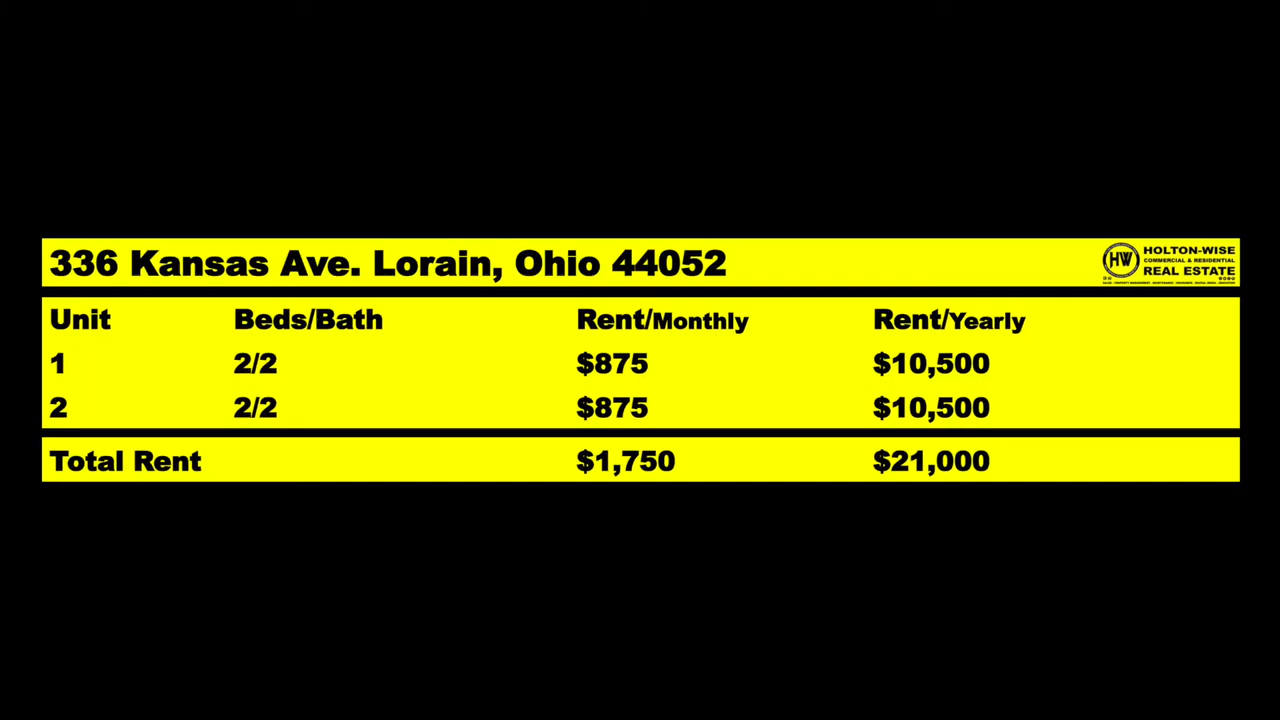 336 Kansas Ave. Lorain, Ohio 44052
HW
HOLTON-WISE
COMMERCIAL & RESIDENTIAL
REAL ESTATE
Unit Beds/Bath Rent/Monthly Rent/Yearly
1 2/2 $875 $10,500
2 2/2 $875 $10,500
Total Rent $1,750 $21,000